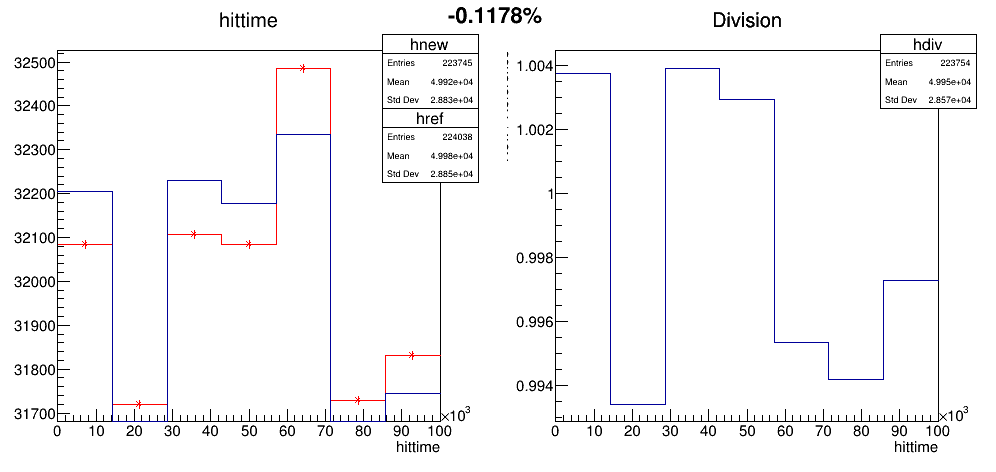 -0.1178%
hittime
hnew
Entries 223745
Mean 4.992e+04
Std Dev 2.883e+04
href
Entries 224038
Mean 4.998e+04
Std Dev 2.885e+04
32500
32400
32300
32200
32100
32000
31900
31800
31700
0 10 20 30 40 50 60 70 80 90 100
×10³
hittime
Division
hdiv
Entries 223754
Mean 4.995e+04
Std Dev 2.857e+04
1.004
1.002
1
0.998
0.996
0.994
0 10 20 30 40 50 60 70 80 90 100
×10³
hittime